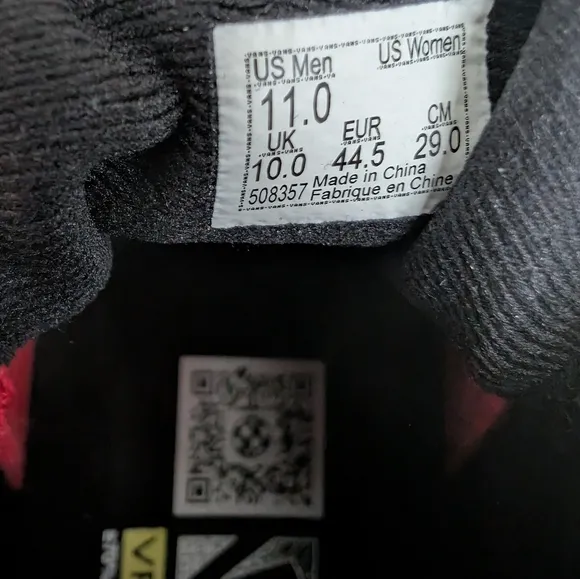 US Men US Women
11.0
UK EUR CM
10.0 44.5 29.0
508357 Made in China
Fabrique en Chine